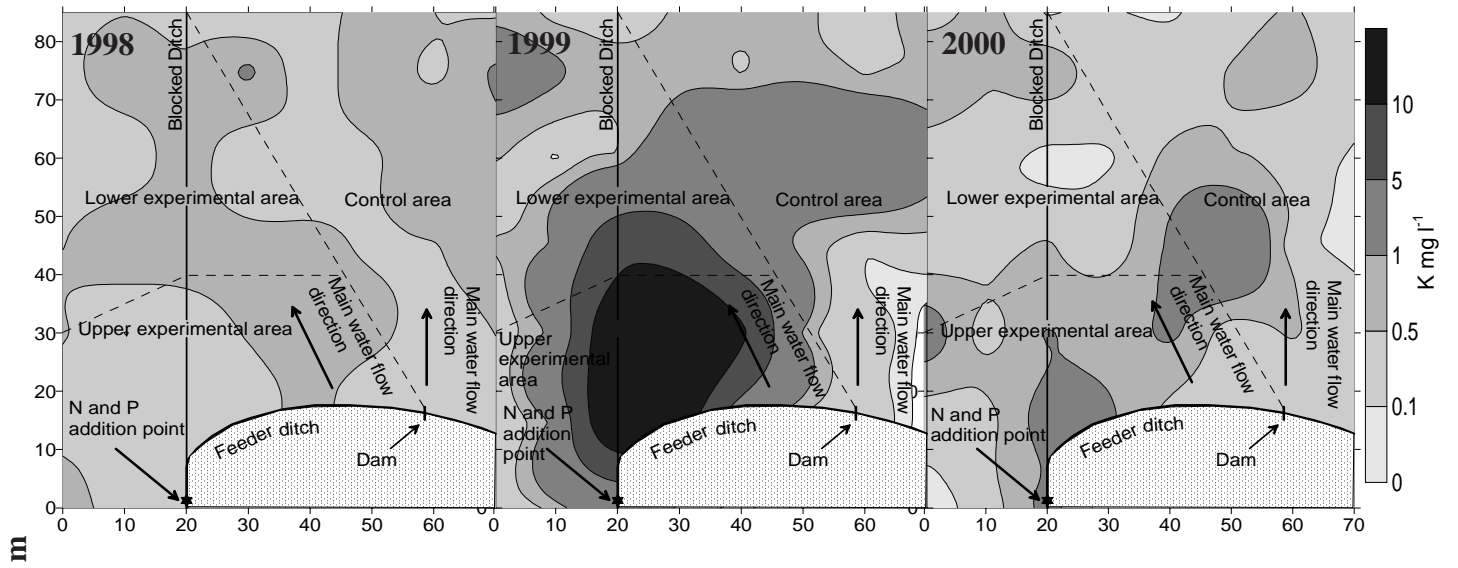 1998
1999
2000
80
70
60
50
40
30
20
10
0
Blocked Ditch
Lower experimental area
Control area
Upper experimental area
Main water flow
direction
Main water flow
direction
N and P
addition point
Feeder ditch
Dam
0 10 20 30 40 50 60 0
Blocked Ditch
Lower experimental area
Control area
Upper
experimental
area
Main water flow
direction
Main water flow
direction
N and P
addition
point
Feeder ditch
Dam
0 10 20 30 40 50 60
Blocked Ditch
Lower experimental area
Control area
Upper experimental area
Main water flow
direction
Main water flow
direction
N and P
addition point
Feeder ditch
Dam
0 10 20 30 40 50 60 70
10
5
1
0.5
0.1
0
K mg l-1
m